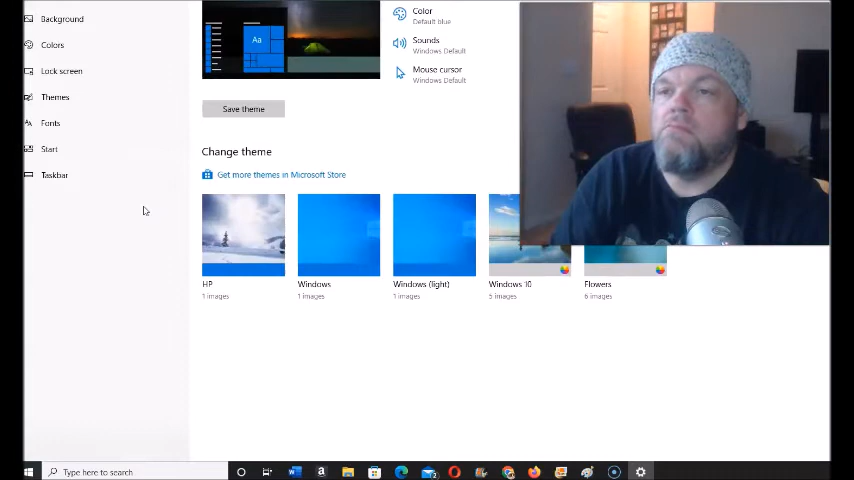 Background
Colors
Lock screen
Themes
Fonts
Start
Taskbar
Aa
Color
Default blue
Sounds
Windows Default
Mouse cursor
Windows Default
Save theme
Change theme
Get more themes in Microsoft Store
HP
1 images
Windows
1 images
Windows (light)
1 images
Windows 10
5 images
Flowers
6 images
Type here to search